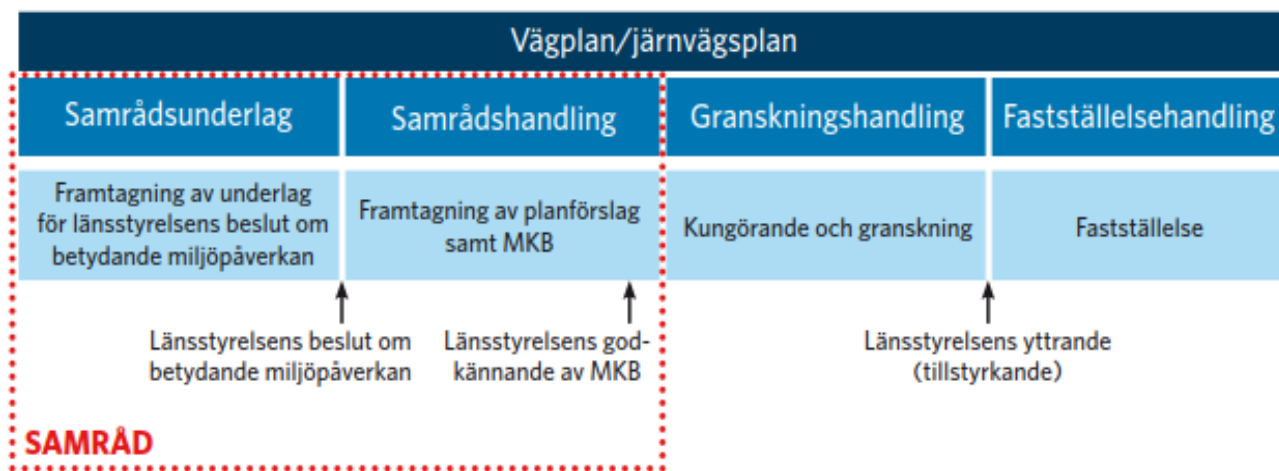 Vägplan/järnvägsplan
Samrådsunderlag
Samrådshandling
Granskningshandling
Fastställelsehandling
Framtagning av underlag
för länsstyrelsens beslut om
betydande miljöpåverkan
Framtagning av planförslag
samt MKB
Kungörande och granskning
Fastställelse
Länsstyrelsens beslut om
betydande miljöpåverkan
Länsstyrelsens god-
kännande av MKB
Länsstyrelsens yttrande
(tillstyrkande)
SAMRÅD